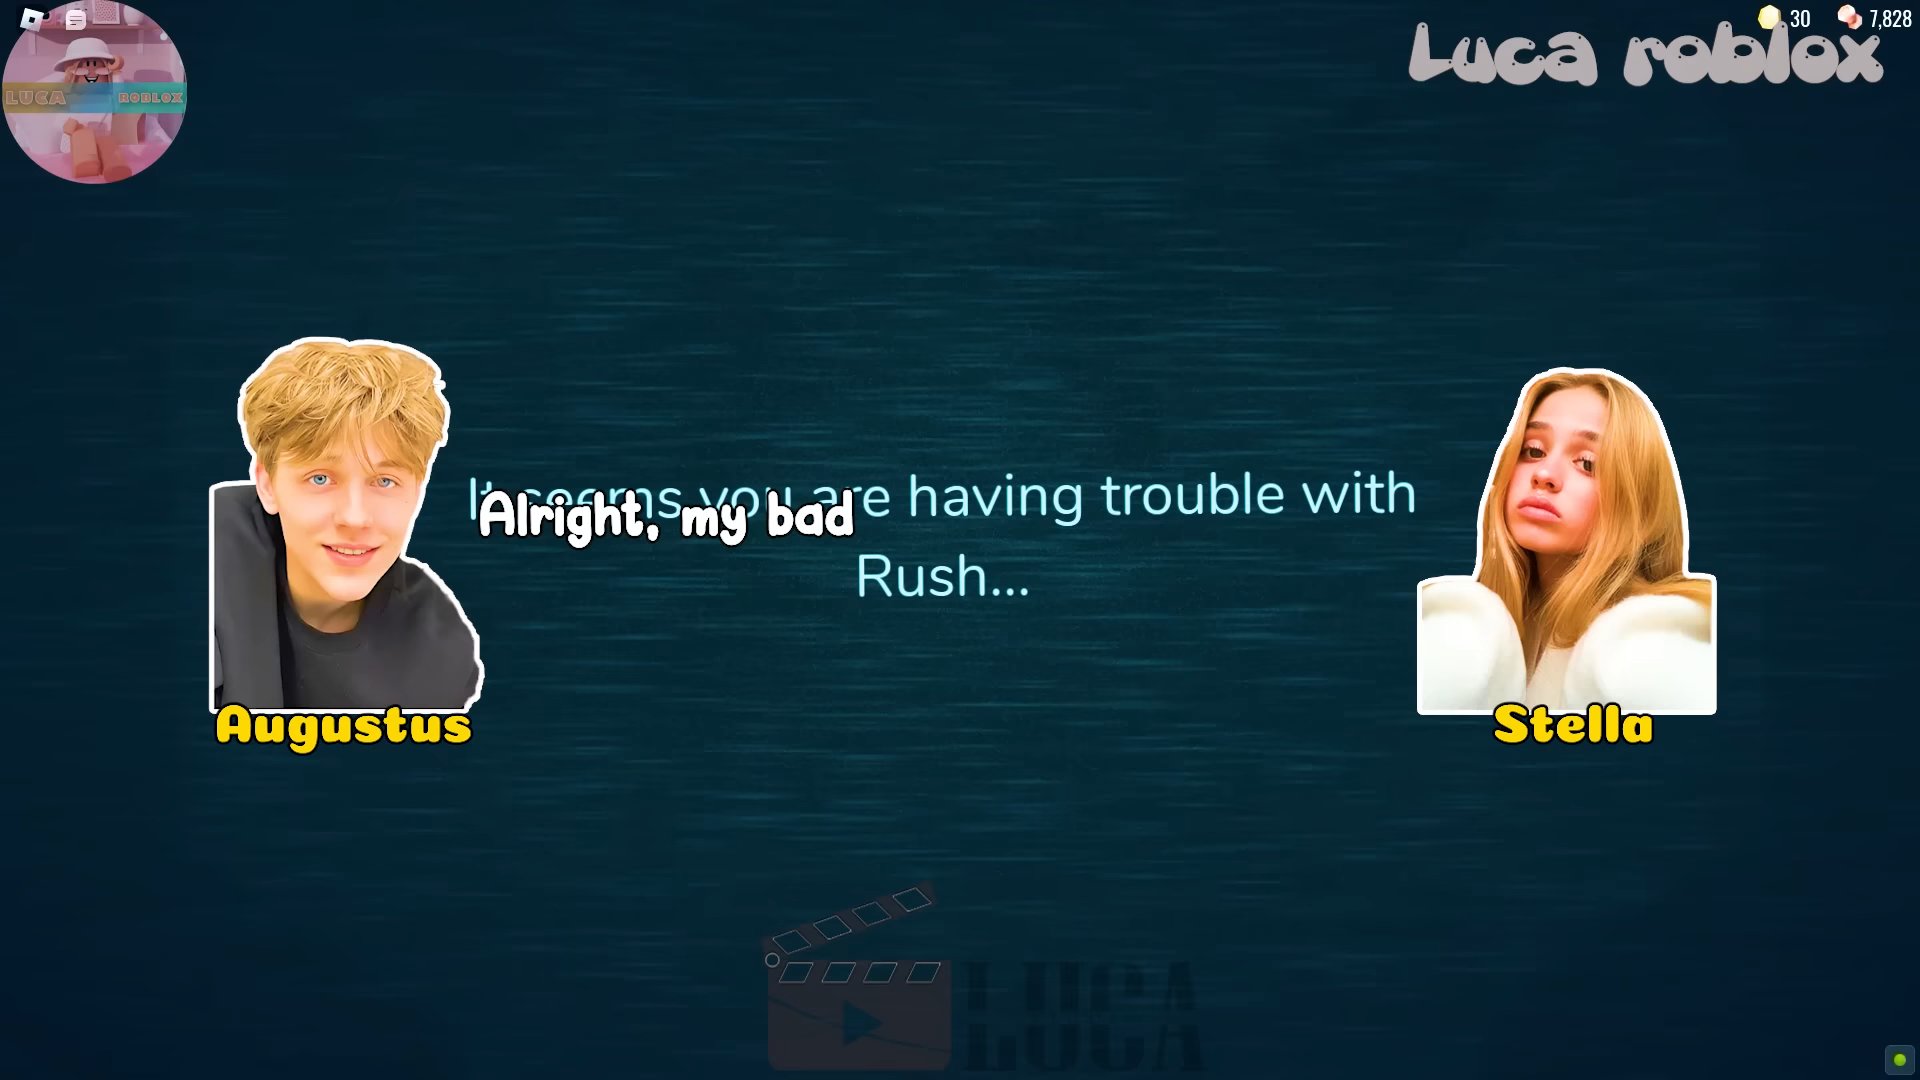 30
7,828
Luca roblox
LUCA ROBLOX
It seems you are having trouble with
Alright, my bad
Rush...
Augustus
Stella
LUCA